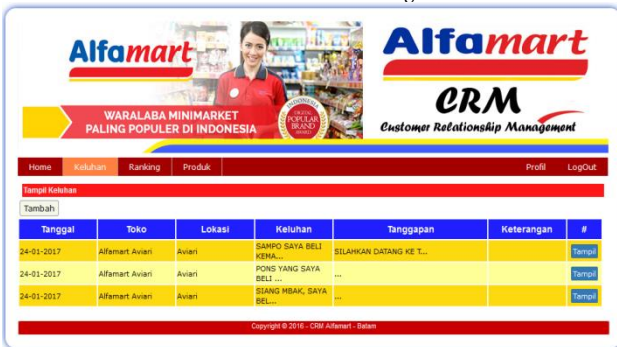 Alfamart
Alfamart
WARALABA MINIMARKET
PALING POPULER DI INDONESIA
INDONESIA
DIGITAL
POPULAR
BRAND
AWARD
CRM
Customer Relationship Management
Home Keluhan Ranking Produk Profil LogOut
Tampil Keluhan
Tambah
Tanggal Toko Lokasi Keluhan Tanggapan Keterangan #
24-01-2017 Alfamart Aviari Aviari SAMPO SAYA BELI KEMA... SILAHKAN DATANG KE T... Tampil
24-01-2017 Alfamart Aviari Aviari PONS YANG SAYA BELI ... ... Tampil
24-01-2017 Alfamart Aviari Aviari SIANG MBAK, SAYA BEL... ... Tampil
Copyright © 2016 - CRM Alfamart - Batam